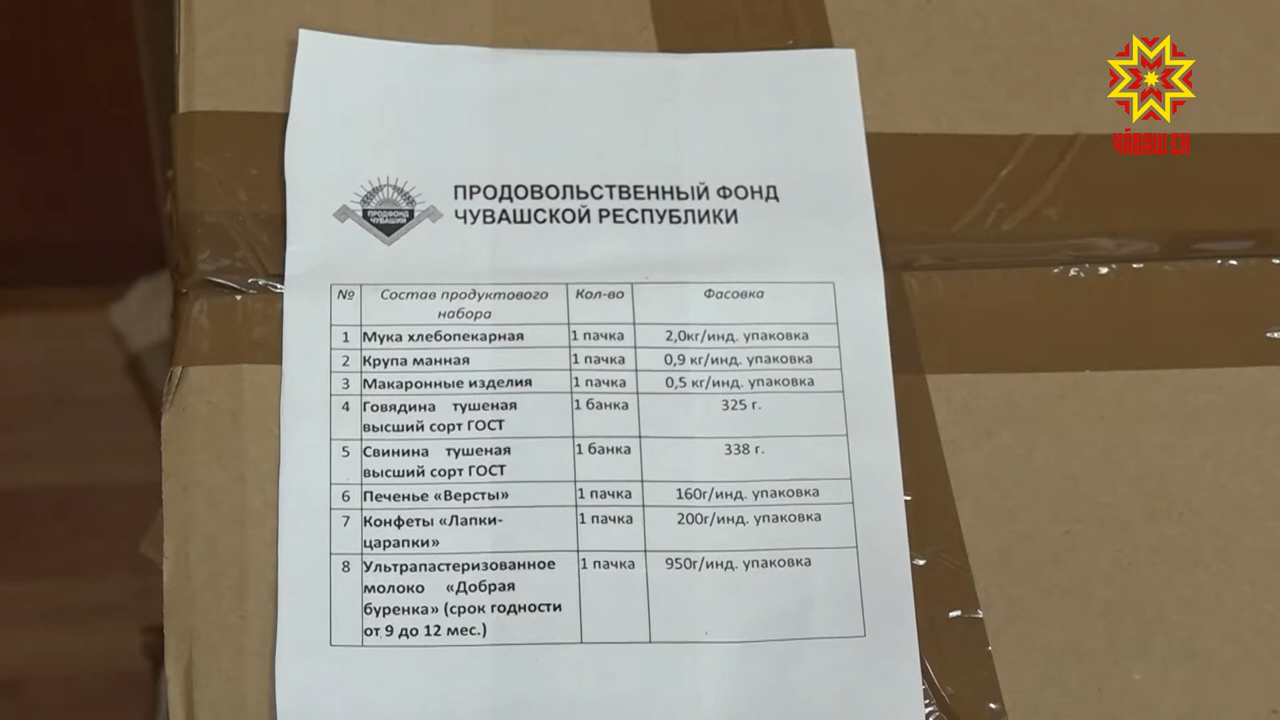 ЧӐВАШ ЕН
ПРОДФОНД
ЧУВАШИИ
ПРОДОВОЛЬСТВЕННЫЙ ФОНД
ЧУВАШСКОЙ РЕСПУБЛИКИ
№ Состав продуктового Кол-во Фасовка
набора
1 Мука хлебопекарная 1 пачка 2,0кг/инд. упаковка
2 Крупа манная 1 пачка 0,9 кг/инд. упаковка
3 Макаронные изделия 1 пачка 0,5 кг/инд. упаковка
4 Говядина тушеная 1 банка 325 г.
высший сорт ГОСТ
5 Свинина тушеная 1 банка 338 г.
высший сорт ГОСТ
6 Печенье «Версты» 1 пачка 160г/инд. упаковка
7 Конфеты «Лапки- 1 пачка 200г/инд. упаковка
царапки»
8 Ультрапастеризованное 1 пачка 950г/инд. упаковка
молоко «Добрая
буренка» (срок годности
от 9 до 12 мес.)